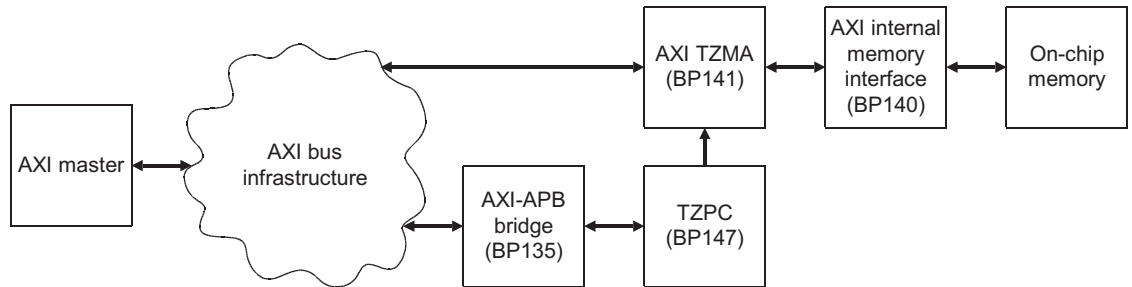 AXI master
AXI bus
infrastructure
AXI TZMA
(BP141)
AXI internal
memory
interface
(BP140)
On-chip
memory
AXI-APB
bridge
(BP135)
TZPC
(BP147)